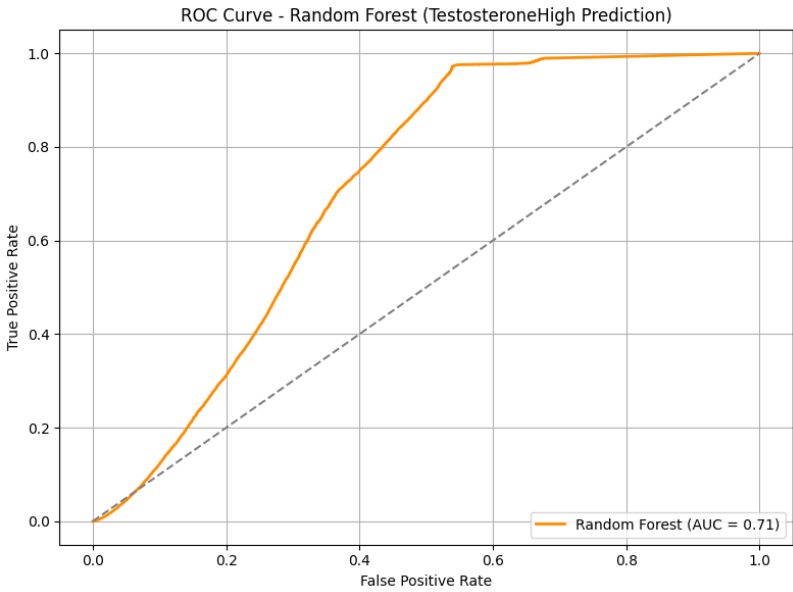 ROC Curve - Random Forest (TestosteroneHigh Prediction)
True Positive Rate
1.0
0.8
0.6
0.4
0.2
0.0
Random Forest (AUC = 0.71)
0.0 0.2 0.4 0.6 0.8 1.0
False Positive Rate